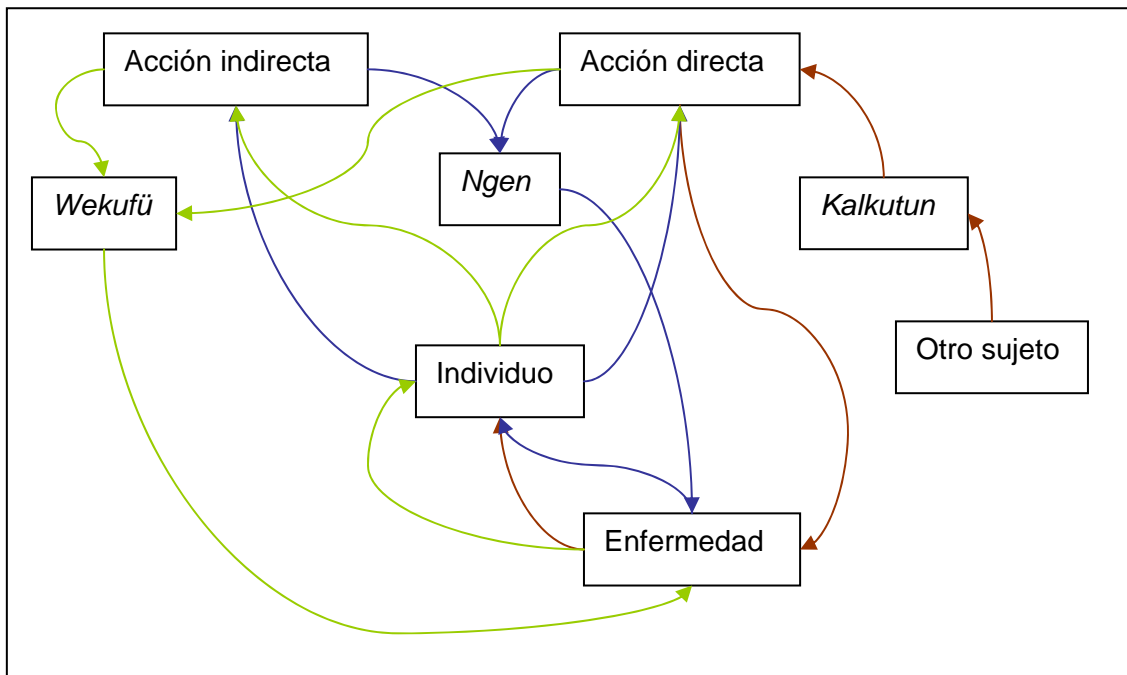 Acción indirecta
Acción directa
Ngen
Wekufü
Kalkutun
Otro sujeto
Individuo
Enfermedad